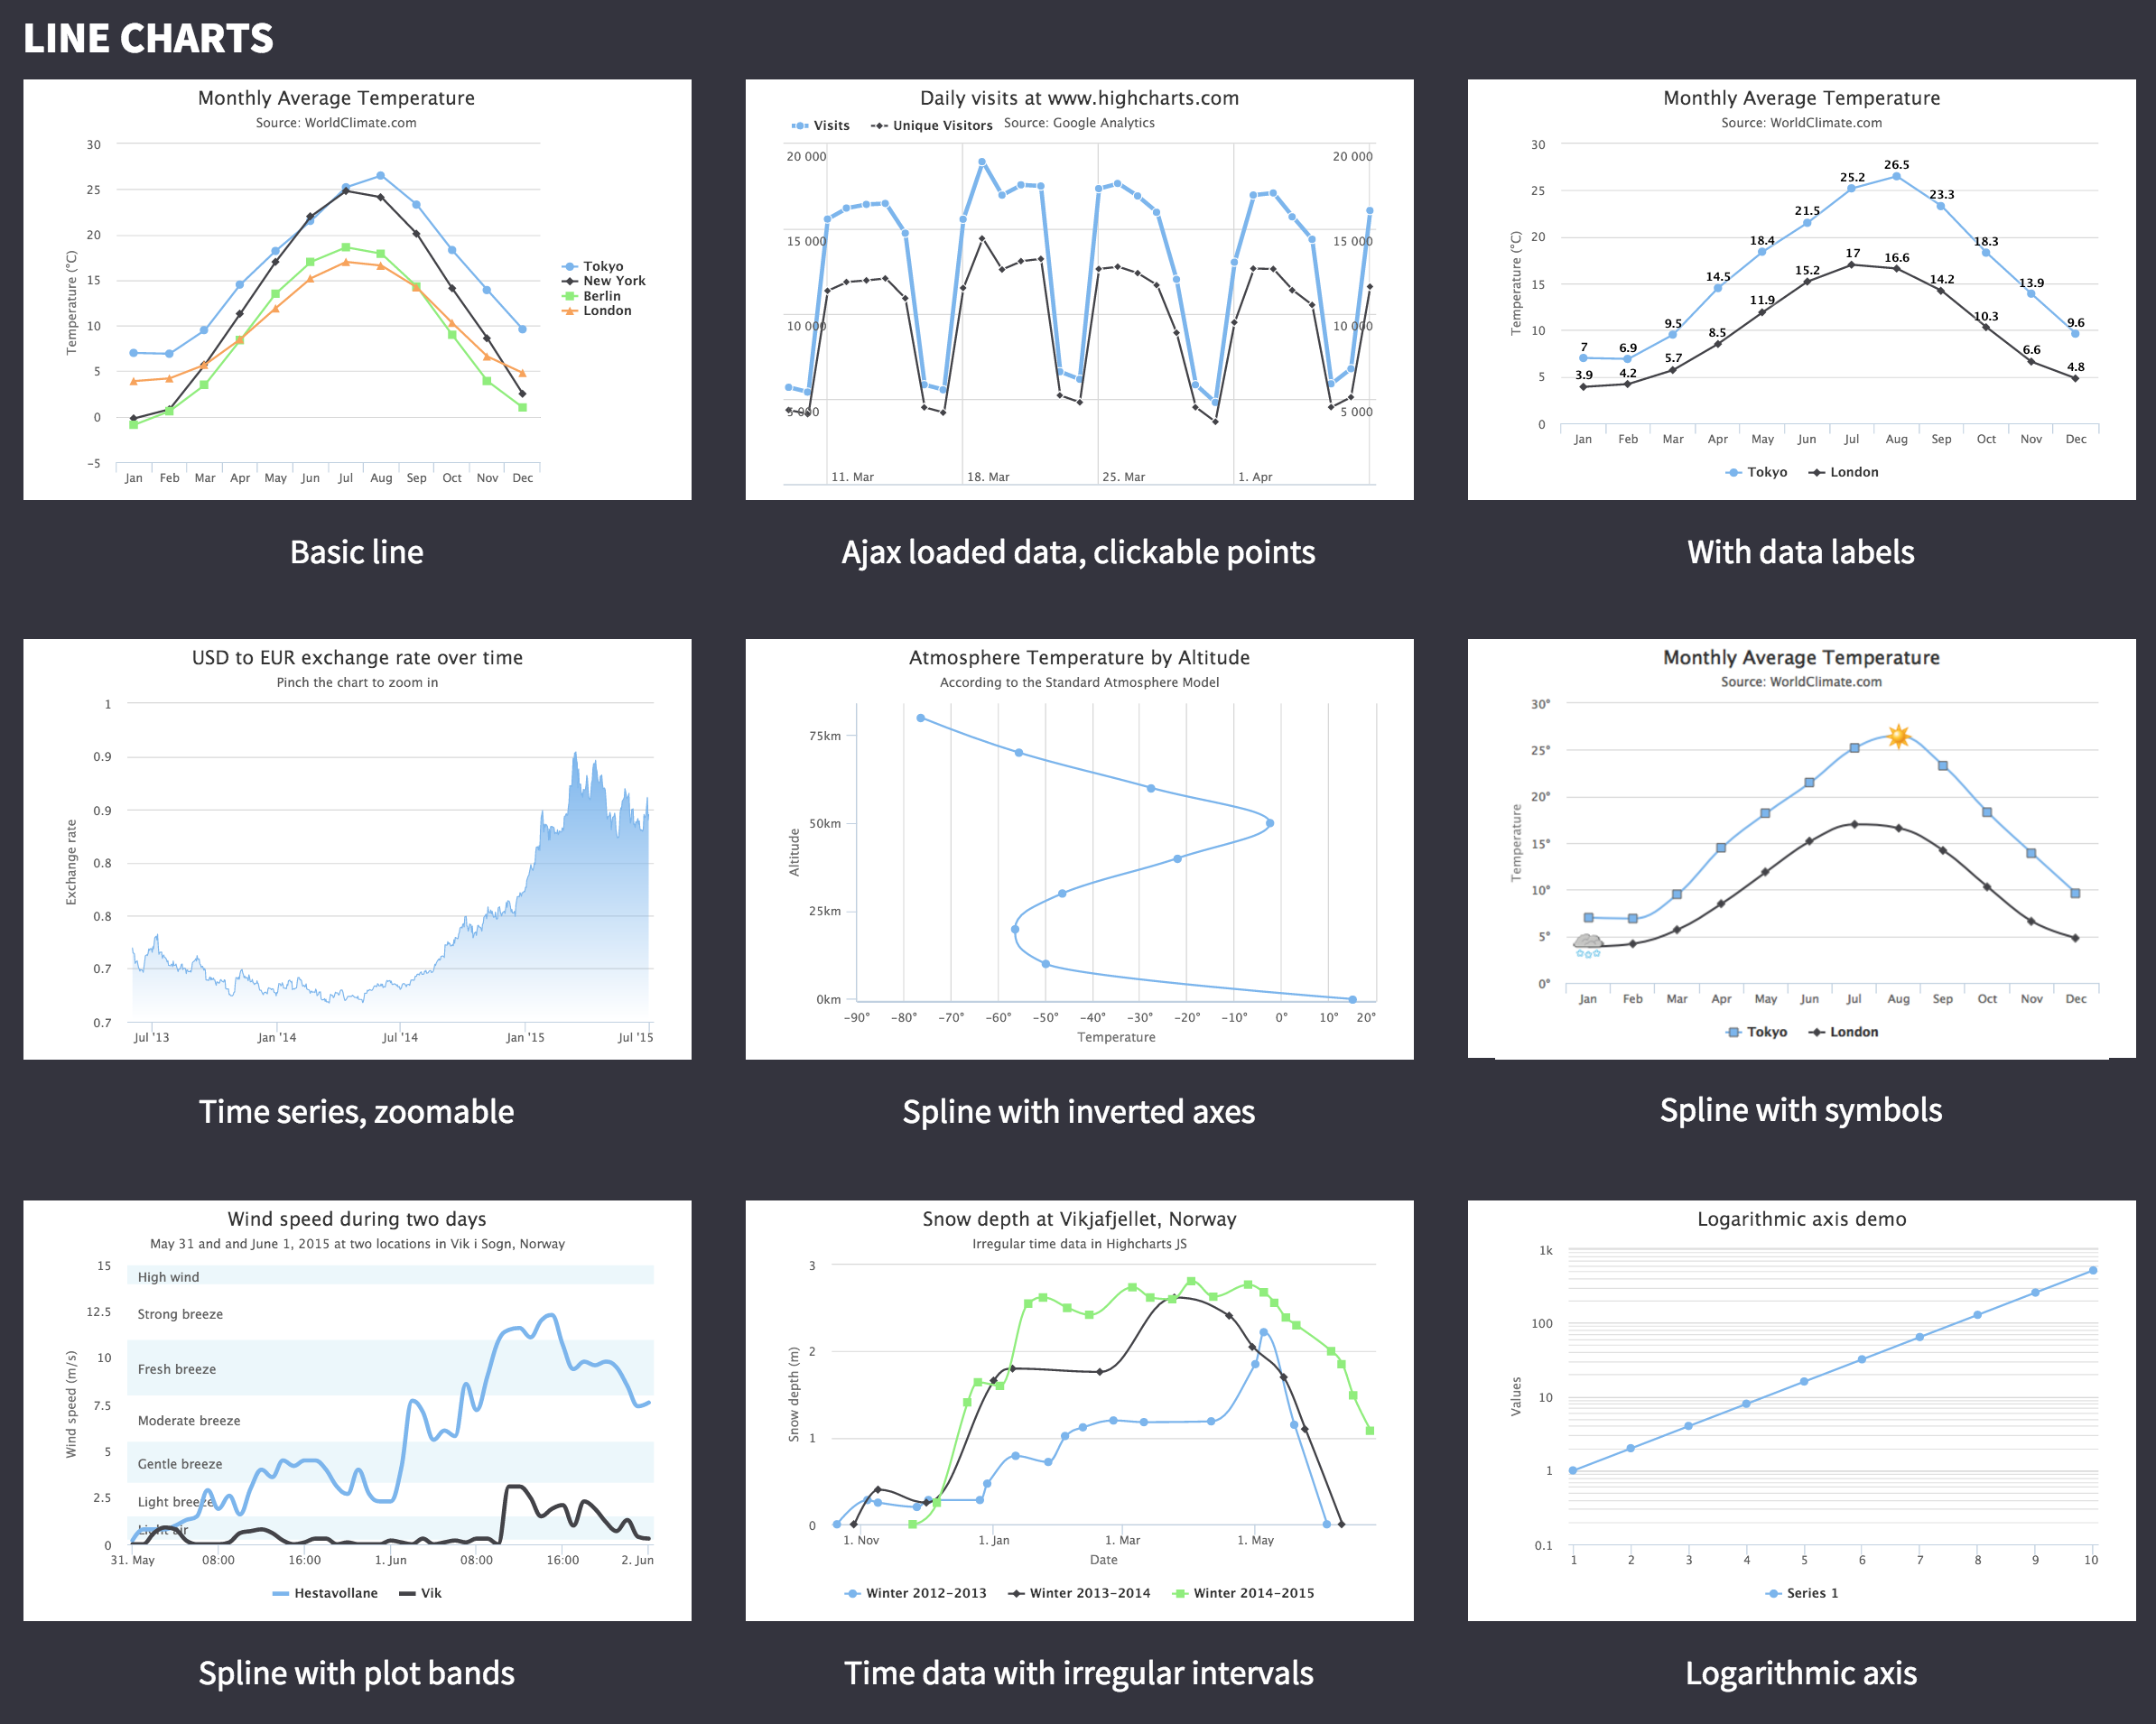 LINE CHARTS
Monthly Average Temperature
Source: WorldClimate.com
30
25
20
15
10
5
0
−5
Temperature (°C)
Jan Feb Mar Apr May Jun Jul Aug Sep Oct Nov Dec
Tokyo
New York
Berlin
London
Basic line
Daily visits at www.highcharts.com
Visits Unique Visitors Source: Google Analytics
20 000 20 000
15 000 15 000
10 000 10 000
5 000 5 000
11. Mar 18. Mar 25. Mar 1. Apr
Ajax loaded data, clickable points
Monthly Average Temperature
Source: WorldClimate.com
30
25
20
15
10
5
0
Temperature (°C)
7 6.9 9.5 14.5 18.4 21.5 25.2 26.5 23.3 18.3 13.9 9.6
3.9 4.2 5.7 8.5 11.9 15.2 17 16.6 14.2 10.3 6.6 4.8
Jan Feb Mar Apr May Jun Jul Aug Sep Oct Nov Dec
Tokyo London
With data labels
USD to EUR exchange rate over time
Pinch the chart to zoom in
1
0.9
0.9
0.8
0.8
0.7
0.7
Exchange rate
Jul '13 Jan '14 Jul '14 Jan '15 Jul '15
Time series, zoomable
Atmosphere Temperature by Altitude
According to the Standard Atmosphere Model
75km
50km
25km
0km
Altitude
−90° −80° −70° −60° −50° −40° −30° −20° −10° 0° 10° 20°
Temperature
Spline with inverted axes
Monthly Average Temperature
Source: WorldClimate.com
30°
25°
20°
15°
10°
5°
0°
Temperature
Jan Feb Mar Apr May Jun Jul Aug Sep Oct Nov Dec
Tokyo London
Spline with symbols
Wind speed during two days
May 31 and and June 1, 2015 at two locations in Vik i Sogn, Norway
15
12.5
10
7.5
5
2.5
0
Wind speed (m/s)
High wind
Strong breeze
Fresh breeze
Moderate breeze
Gentle breeze
Light breeze
Light air
31. May 08:00 16:00 1. Jun 08:00 16:00 2. Jun
Hestavollane Vik
Spline with plot bands
Snow depth at Vikjafjellet, Norway
Irregular time data in Highcharts JS
3
2
1
0
Snow depth (m)
1. Nov 1. Jan 1. Mar 1. May
Date
Winter 2012−2013 Winter 2013−2014 Winter 2014−2015
Time data with irregular intervals
Logarithmic axis demo
1k
100
10
1
0.1
Values
1 2 3 4 5 6 7 8 9 10
Series 1
Logarithmic axis